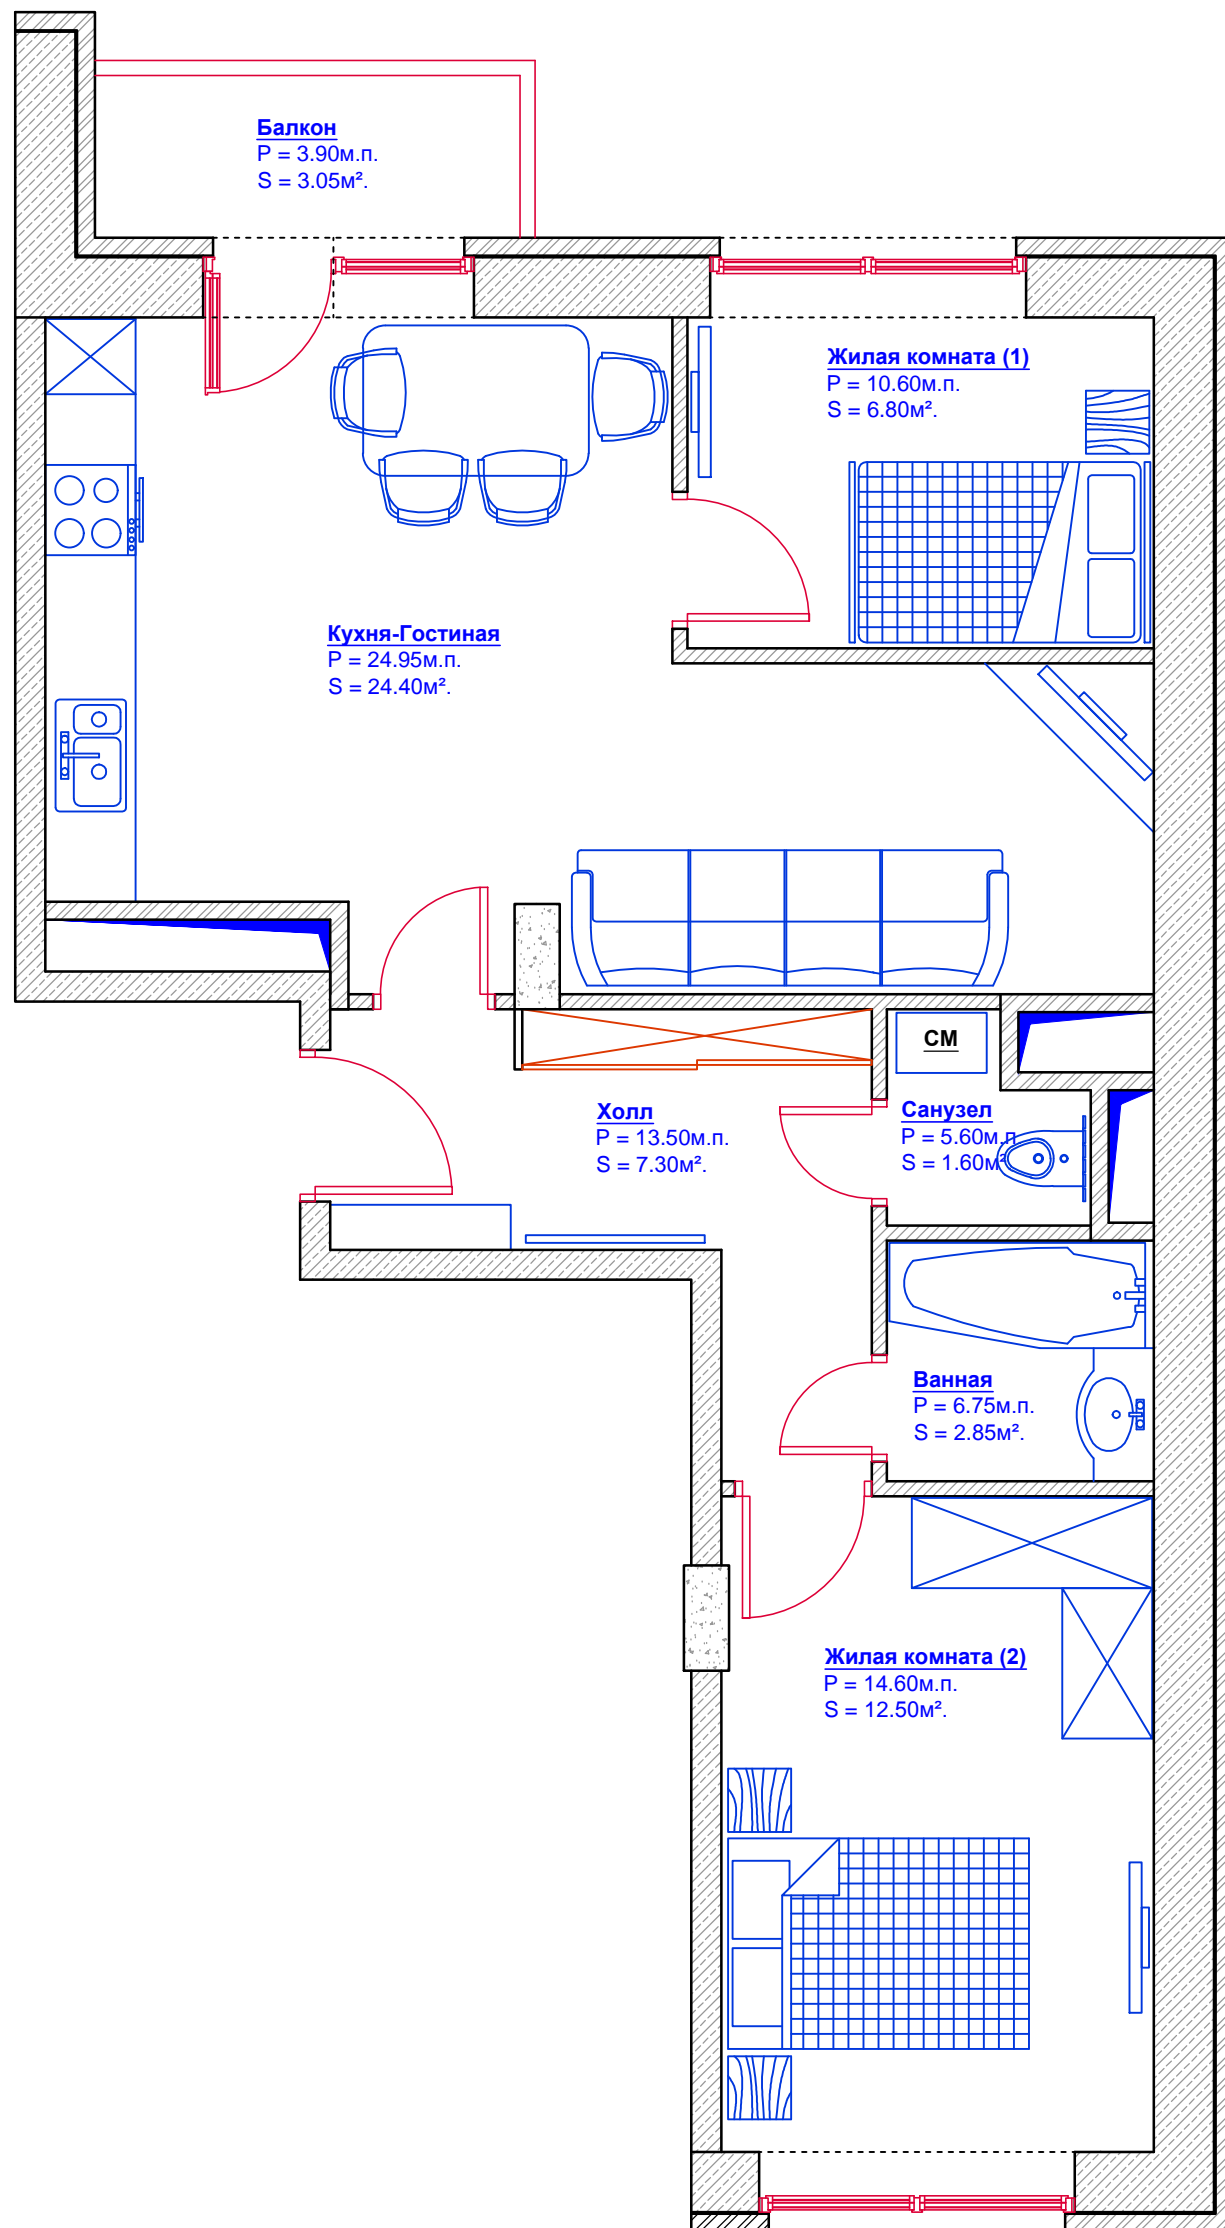 Балкон
P = 3.90м.п.
S = 3.05м².
Жилая комната (1)
P = 10.60м.п.
S = 6.80м².
Кухня-Гостиная
P = 24.95м.п.
S = 24.40м².
СМ
Холл
P = 13.50м.п.
S = 7.30м².
Санузел
P = 5.60м.п
S = 1.60м²
Ванная
P = 6.75м.п.
S = 2.85м².
Жилая комната (2)
P = 14.60м.п.
S = 12.50м².